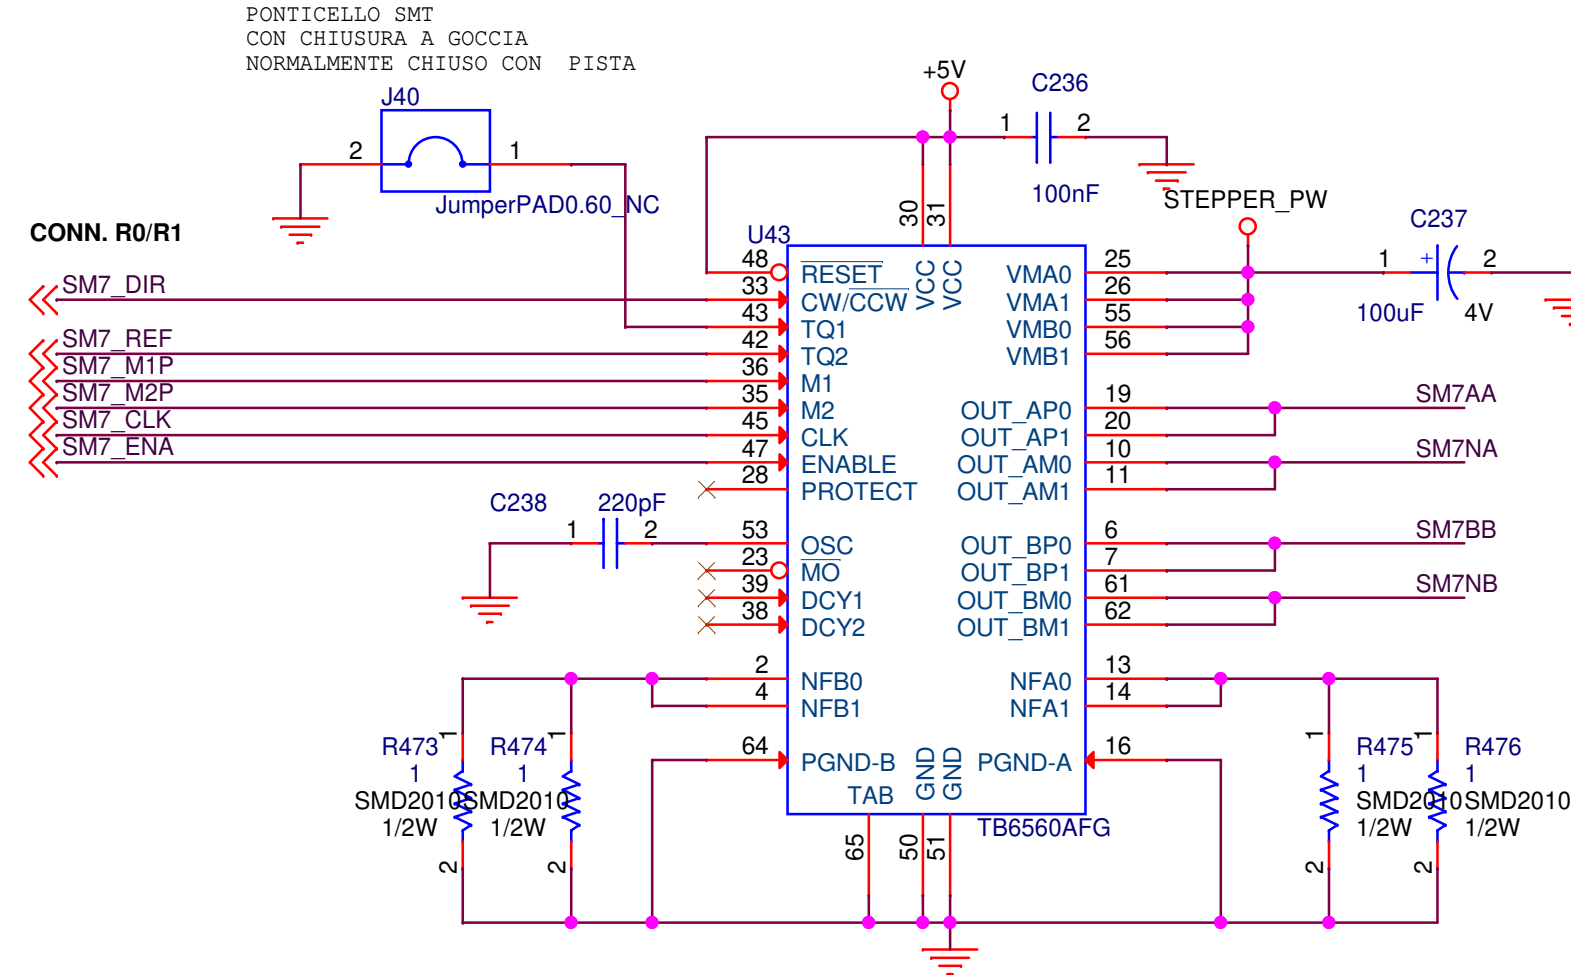 PONTICELLO SMT
CON CHIUSURA A GOCCIA
NORMALMENTE CHIUSO CON PISTA
J40
2 1
JumperPAD0.60_NC
+5V
C236
1 2
100nF
STEPPER_PW
C237
1 + 2
100uF 4V
CONN. R0/R1
SM7_DIR
SM7_REF
SM7_M1P
SM7_M2P
SM7_CLK
SM7_ENA
U43
30 31
VCC VCC
48 RESET
33 CW/CCW
43 TQ1
42 TQ2
36 M1
35 M2
45 CLK
47 ENABLE
28 PROTECT
C238 220pF
1 2
53 OSC
23 MO
39 DCY1
38 DCY2
2 NFB0
4 NFB1
64 PGND-B
TAB
GND GND
65 50 51
VMA0 25
VMA1 26
VMB0 55
VMB1 56
OUT_AP0 19 SM7AA
OUT_AP1 20
OUT_AM0 10 SM7NA
OUT_AM1 11
OUT_BP0 6 SM7BB
OUT_BP1 7
OUT_BM0 61 SM7NB
OUT_BM1 62
NFA0 13
NFA1 14
PGND-A 16
TB6560AFG
R473 1
1
SMD2010
1/2W
2
R474 1
1
SMD2010
1/2W
2
R475 1
1
SMD2010
1/2W
2
R476 1
1
SMD2010
1/2W
2